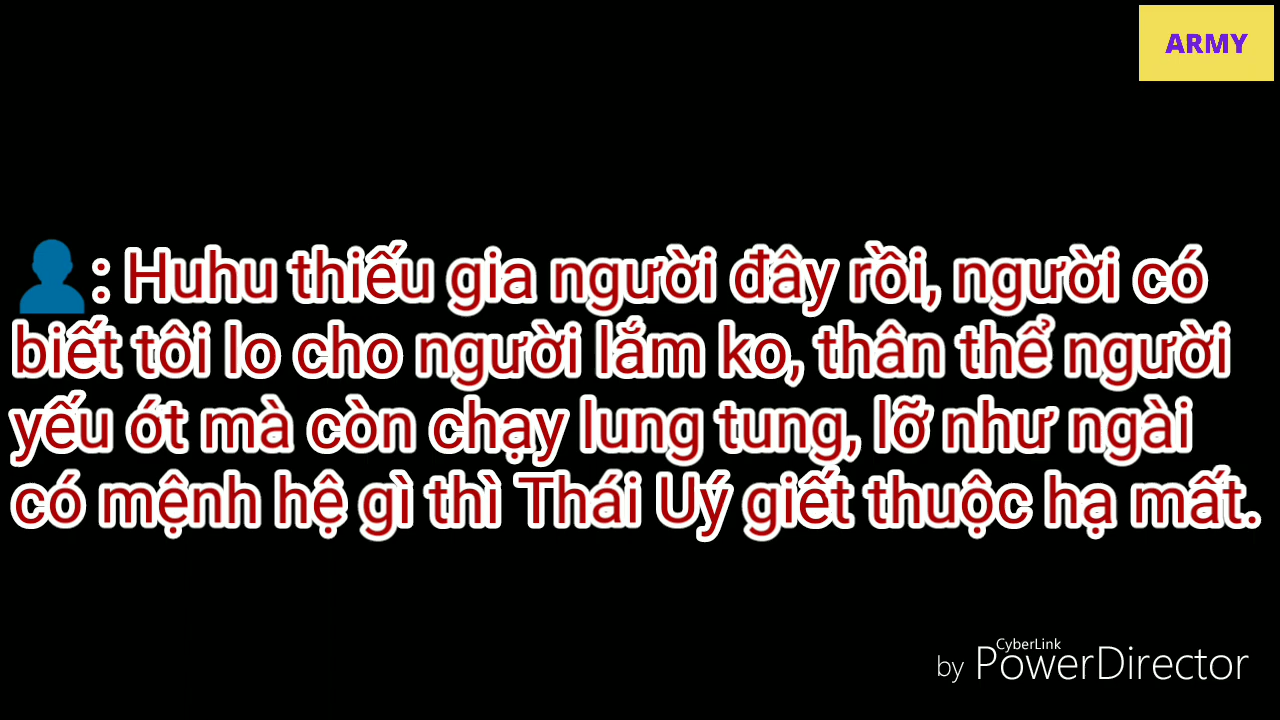 ARMY
👤: Huhu thiếu gia người đây rồi, người có
biết tôi lo cho người lắm ko, thân thể người
yếu ớt mà còn chạy lung tung, lỡ như ngài
có mệnh hệ gì thì Thái Uý giết thuộc hạ mất.
CyberLink
by PowerDirector